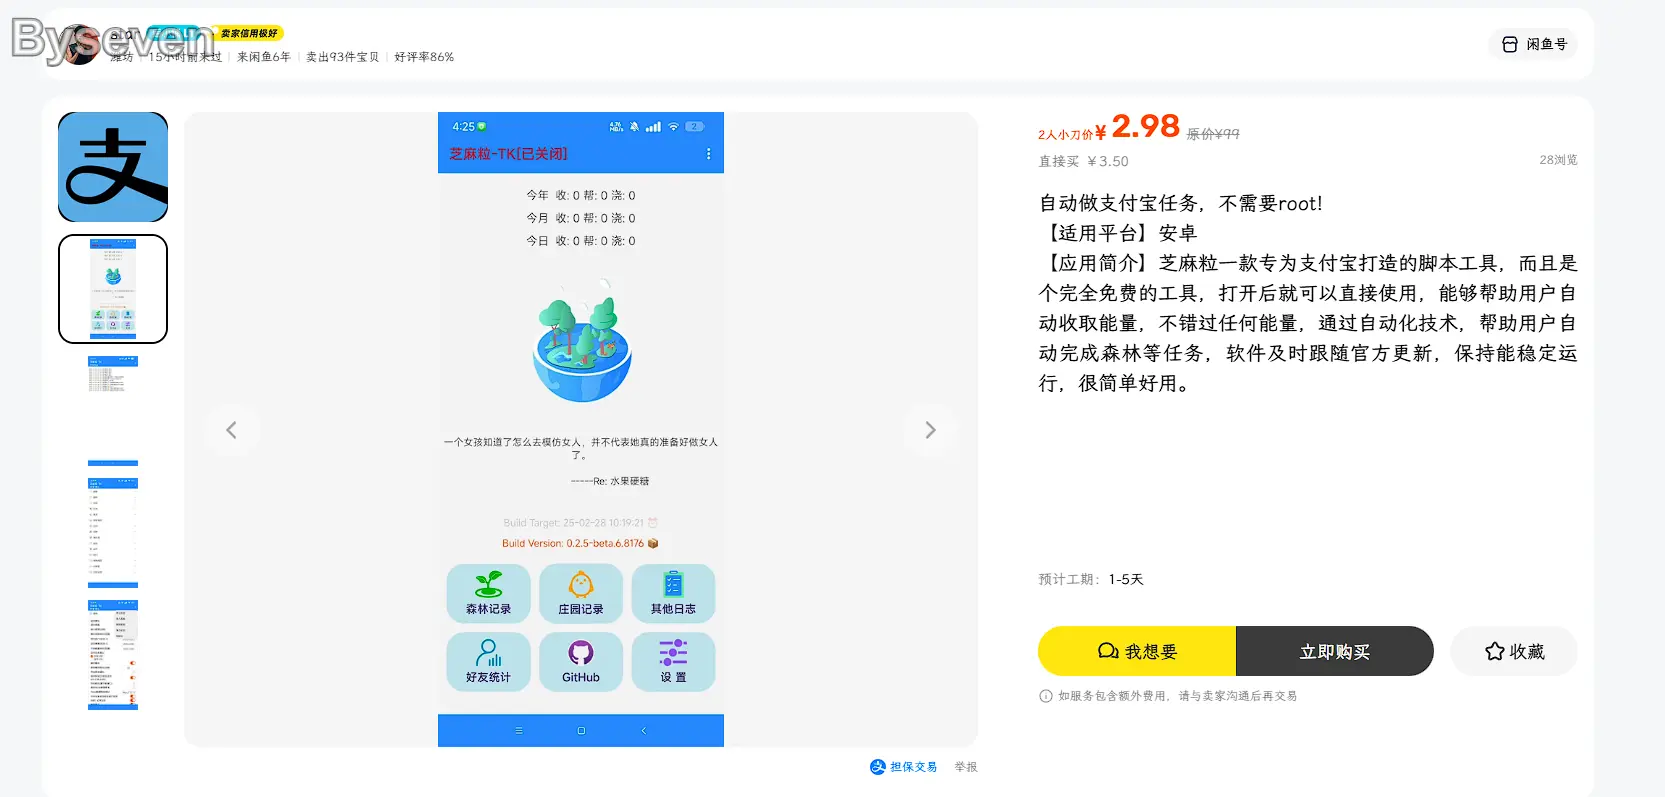 Byseven
star
卖家信用极好
潍坊 15小时前来过 来闲鱼6年 卖出93件宝贝 好评率86%
闲鱼号
支
4:25
4.76 MB/s
2
芝麻粒-TK[已关闭]
今年 收: 0 帮: 0 浇: 0
今月 收: 0 帮: 0 浇: 0
今日 收: 0 帮: 0 浇: 0
一个女孩知道了怎么去模仿女人，并不代表她真的准备好做女人
了。
-----Re: 水果硬糖
Build Target: 25-02-28 10:19:21
Build Version: 0.2.5-beta.6.8176
森林记录 庄园记录 其他日志
好友统计 GitHub 设 置
担保交易 举报
2人小刀价¥2.98 原价¥99
直接买 ¥3.50
28浏览
自动做支付宝任务，不需要root!
【适用平台】安卓
【应用简介】芝麻粒一款专为支付宝打造的脚本工具，而且是
个完全免费的工具，打开后就可以直接使用，能够帮助用户自
动收取能量，不错过任何能量，通过自动化技术，帮助用户自
动完成森林等任务，软件及时跟随官方更新，保持能稳定运
行，很简单好用。
预计工期：1-5天
我想要 立即购买 收藏
如服务包含额外费用，请与卖家沟通后再交易